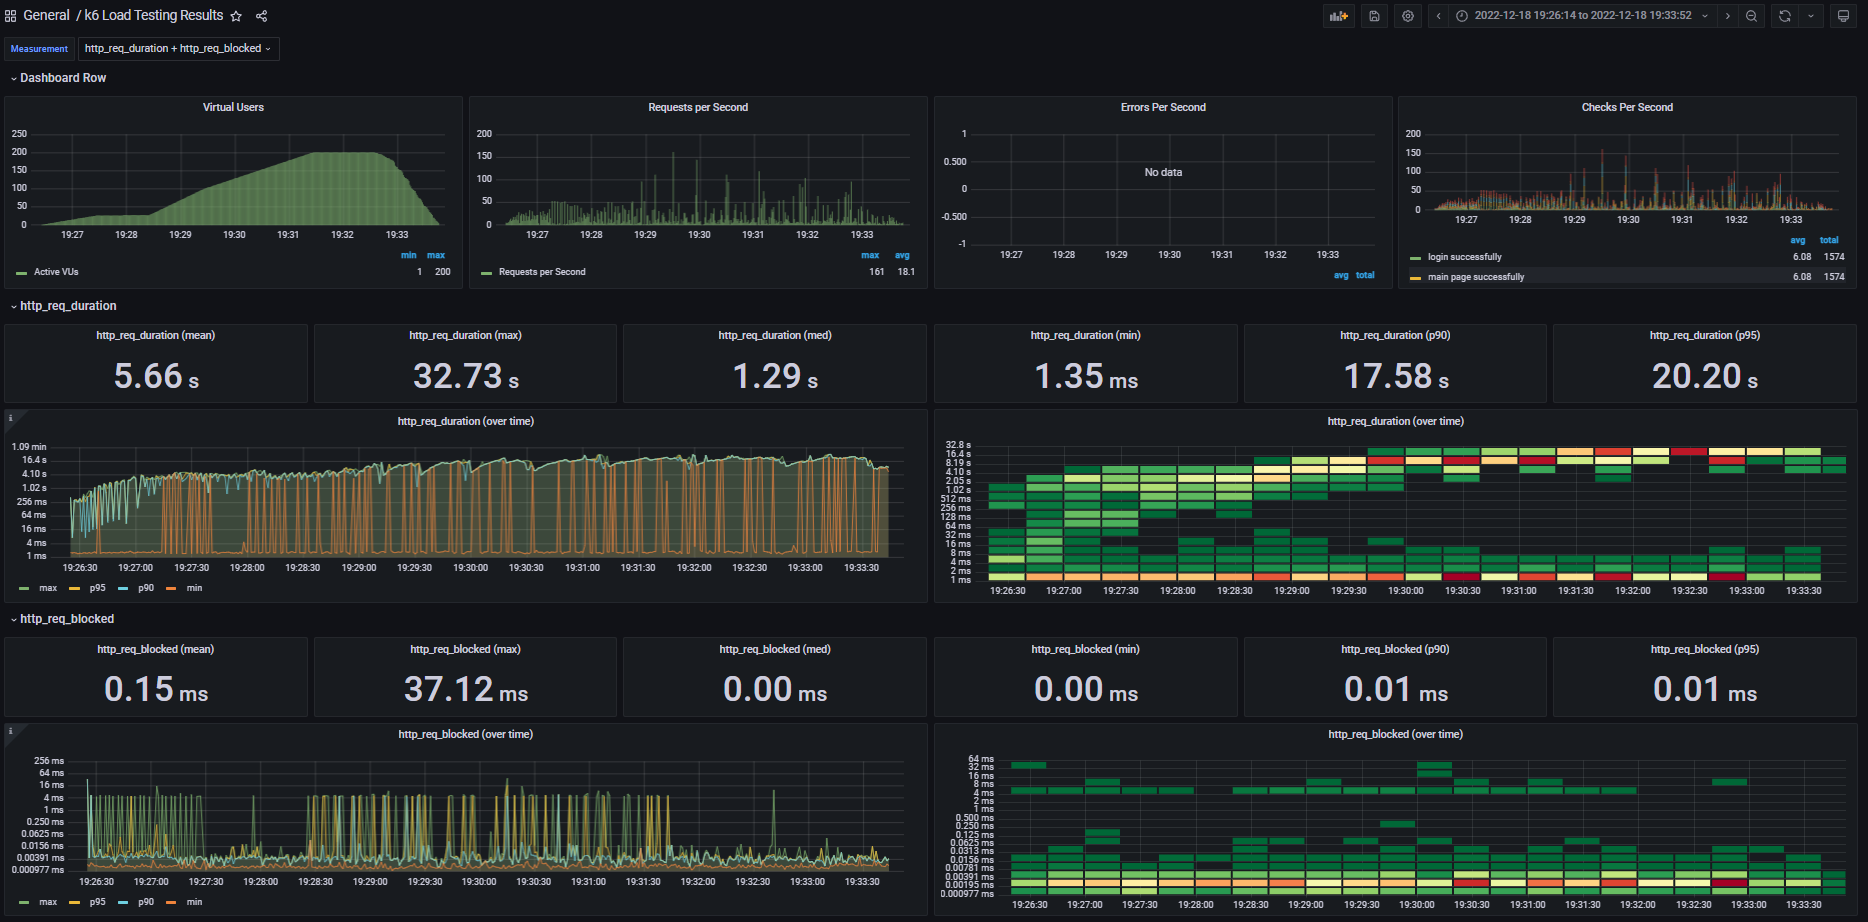 General / k6 Load Testing Results
2022-12-18 19:26:14 to 2022-12-18 19:33:52
Measurement http_req_duration + http_req_blocked
Dashboard Row
Virtual Users
250
200
150
100
50
0
19:27 19:28 19:29 19:30 19:31 19:32 19:33
min max
Active VUs 1 200
Requests per Second
200
150
100
50
0
19:27 19:28 19:29 19:30 19:31 19:32 19:33
max avg
Requests per Second 161 18.1
Errors Per Second
1
0.500
0
-0.500
-1
No data
19:27 19:28 19:29 19:30 19:31 19:32 19:33
avg total
Checks Per Second
200
150
100
50
0
19:27 19:28 19:29 19:30 19:31 19:32 19:33
avg total
login successfully 6.08 1574
main page successfully 6.08 1574
http_req_duration
http_req_duration (mean)
5.66 s
http_req_duration (max)
32.73 s
http_req_duration (med)
1.29 s
http_req_duration (min)
1.35 ms
http_req_duration (p90)
17.58 s
http_req_duration (p95)
20.20 s
http_req_duration (over time)
1.09 min
16.4 s
4.10 s
1.02 s
256 ms
64 ms
16 ms
4 ms
1 ms
19:26:30 19:27:00 19:27:30 19:28:00 19:28:30 19:29:00 19:29:30 19:30:00 19:30:30 19:31:00 19:31:30 19:32:00 19:32:30 19:33:00 19:33:30
max p95 p90 min
http_req_duration (over time)
32.8 s
16.4 s
8.19 s
4.10 s
2.05 s
1.02 s
512 ms
256 ms
128 ms
64 ms
32 ms
16 ms
8 ms
4 ms
2 ms
1 ms
19:26:30 19:27:00 19:27:30 19:28:00 19:28:30 19:29:00 19:29:30 19:30:00 19:30:30 19:31:00 19:31:30 19:32:00 19:32:30 19:33:00 19:33:30
http_req_blocked
http_req_blocked (mean)
0.15 ms
http_req_blocked (max)
37.12 ms
http_req_blocked (med)
0.00 ms
http_req_blocked (min)
0.00 ms
http_req_blocked (p90)
0.01 ms
http_req_blocked (p95)
0.01 ms
http_req_blocked (over time)
256 ms
64 ms
16 ms
4 ms
1 ms
0.250 ms
0.0625 ms
0.0156 ms
0.00391 ms
0.000977 ms
19:26:30 19:27:00 19:27:30 19:28:00 19:28:30 19:29:00 19:29:30 19:30:00 19:30:30 19:31:00 19:31:30 19:32:00 19:32:30 19:33:00 19:33:30
max p95 p90 min
http_req_blocked (over time)
64 ms
32 ms
16 ms
8 ms
4 ms
2 ms
1 ms
0.500 ms
0.250 ms
0.125 ms
0.0625 ms
0.0313 ms
0.0156 ms
0.00781 ms
0.00391 ms
0.00195 ms
0.000977 ms
19:26:30 19:27:00 19:27:30 19:28:00 19:28:30 19:29:00 19:29:30 19:30:00 19:30:30 19:31:00 19:31:30 19:32:00 19:32:30 19:33:00 19:33:30